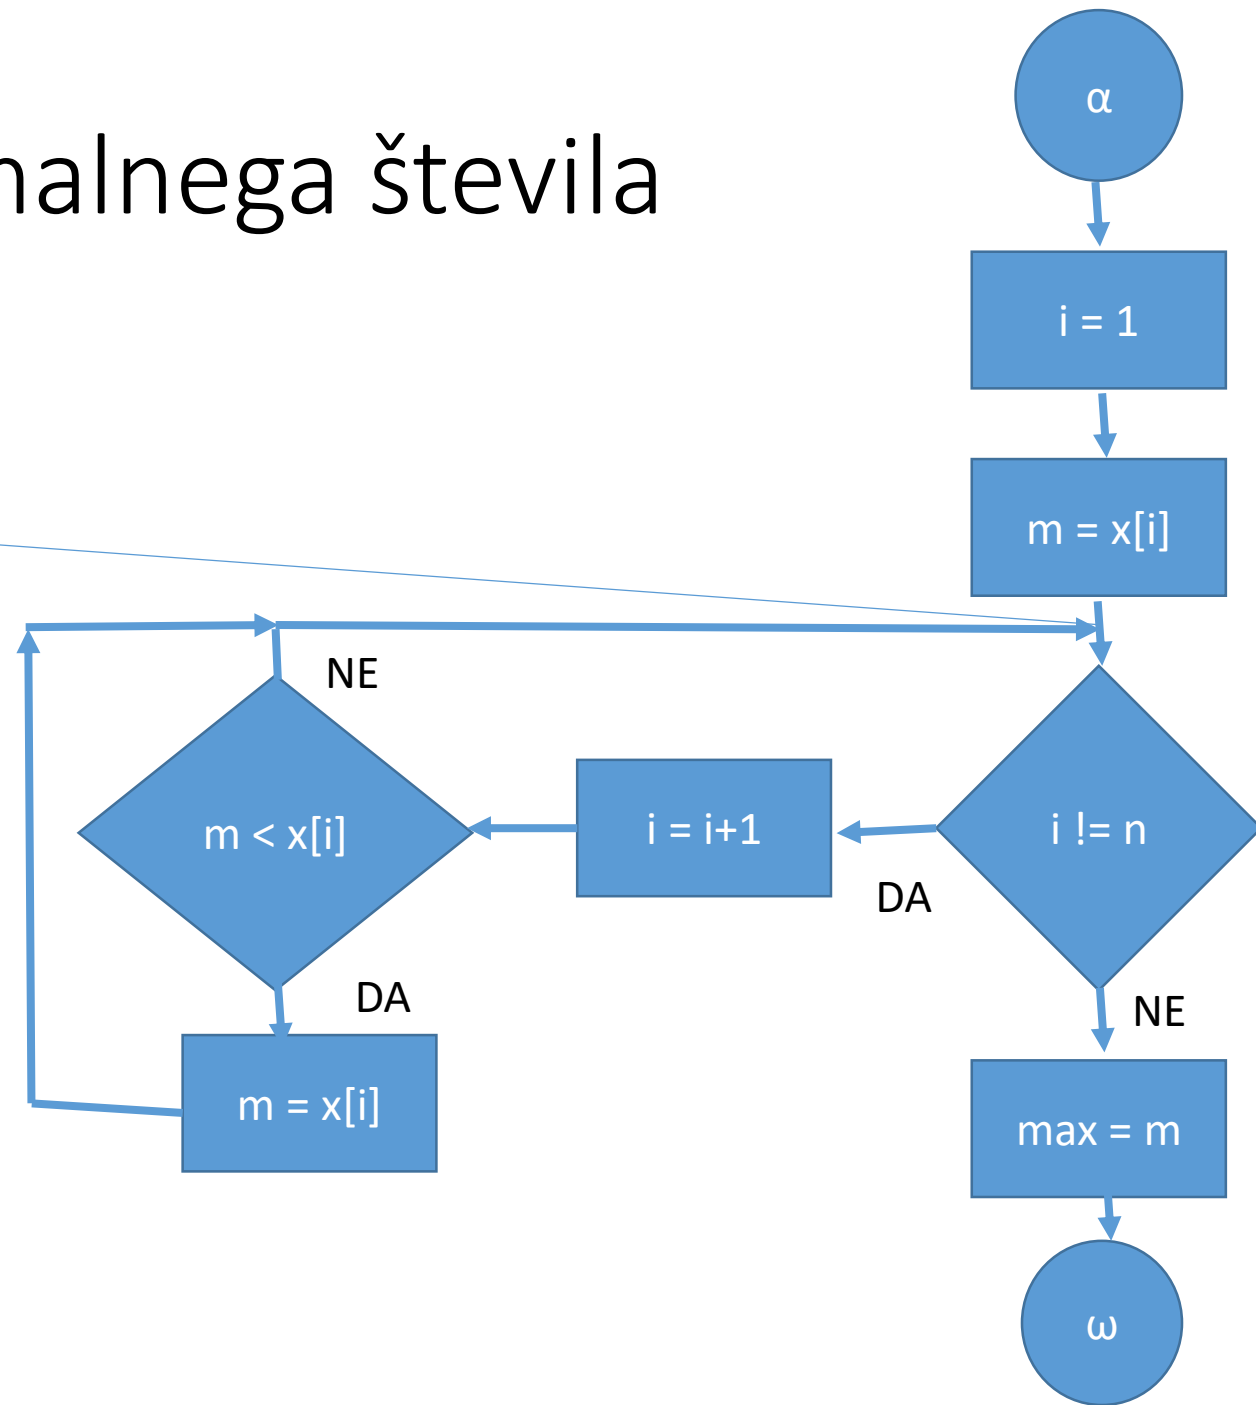 nalnega števila
α
i = 1
m = x[i]
i != n
DA
i = i+1
m < x[i]
NE
DA
m = x[i]
NE
max = m
ω